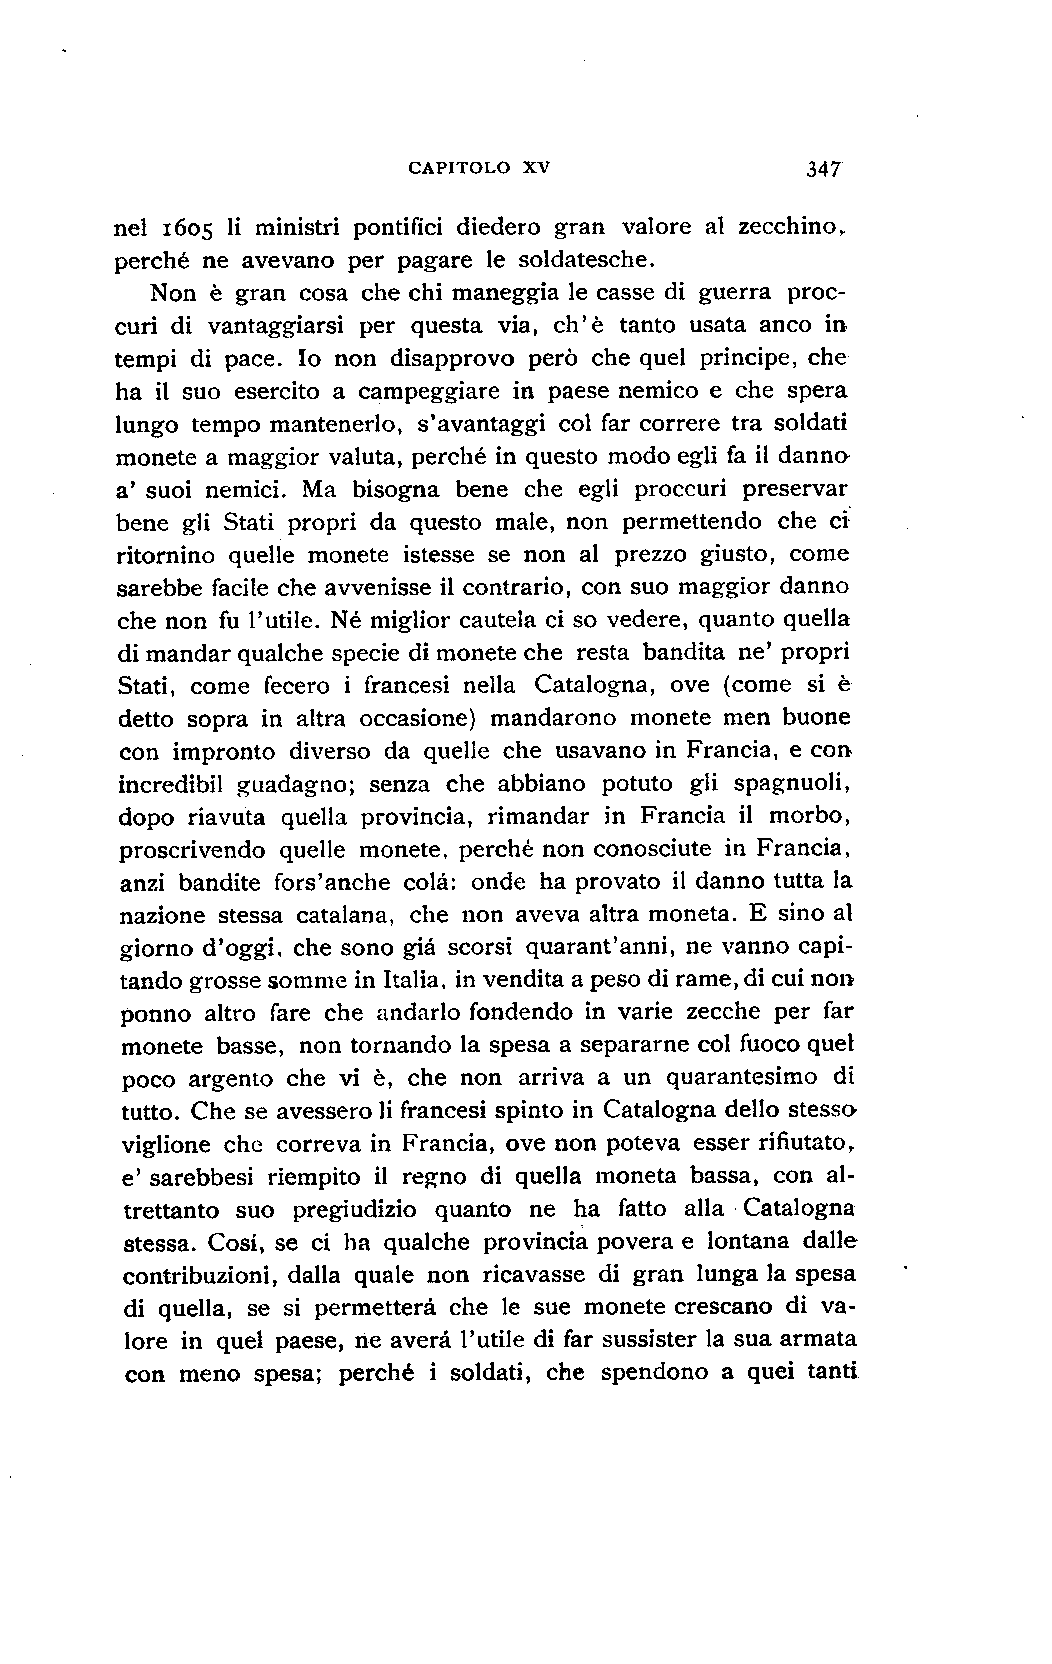 CAPITOLO XV 347
nel 1605 li ministri pontifici diedero gran valore al zecchino,
perché ne avevano per pagare le soldatesche.
Non è gran cosa che chi maneggia le casse di guerra proc-
curi di vantaggiarsi per questa via, ch'è tanto usata anco in
tempi di pace. Io non disapprovo però che quel principe, che
ha il suo esercito a campeggiare in paese nemico e che spera
lungo tempo mantenerlo, s'avantaggi col far correre tra soldati
monete a maggior valuta, perché in questo modo egli fa il danno
a' suoi nemici. Ma bisogna bene che egli proccuri preservar
bene gli Stati propri da questo male, non permettendo che ci
ritornino quelle monete istesse se non al prezzo giusto, come
sarebbe facile che avvenisse il contrario, con suo maggior danno
che non fu l'utile. Né miglior cautela ci so vedere, quanto quella
di mandar qualche specie di monete che resta bandita ne' propri
Stati, come fecero i francesi nella Catalogna, ove (come si è
detto sopra in altra occasione) mandarono monete men buone
con impronto diverso da quelle che usavano in Francia, e con
incredibil guadagno; senza che abbiano potuto gli spagnuoli,
dopo riavuta quella provincia, rimandar in Francia il morbo,
proscrivendo quelle monete, perché non conosciute in Francia,
anzi bandite fors'anche colá: onde ha provato il danno tutta la
nazione stessa catalana, che non aveva altra moneta. E sino al
giorno d'oggi, che sono giá scorsi quarant'anni, ne vanno capi-
tando grosse somme in Italia, in vendita a peso di rame, di cui non
ponno altro fare che andarlo fondendo in varie zecche per far
monete basse, non tornando la spesa a separarne col fuoco quel
poco argento che vi è, che non arriva a un quarantesimo di
tutto. Che se avessero li francesi spinto in Catalogna dello stesso
viglione che correva in Francia, ove non poteva esser rifiutato,
e' sarebbesi riempito il regno di quella moneta bassa, con al-
trettanto suo pregiudizio quanto ne ha fatto alla Catalogna
stessa. Cosí, se ci ha qualche provincia povera e lontana dalle
contribuzioni, dalla quale non ricavasse di gran lunga la spesa
di quella, se si permetterá che le sue monete crescano di va-
lore in quel paese, ne averá l'utile di far sussister la sua armata
con meno spesa; perché i soldati, che spendono a quei tanti